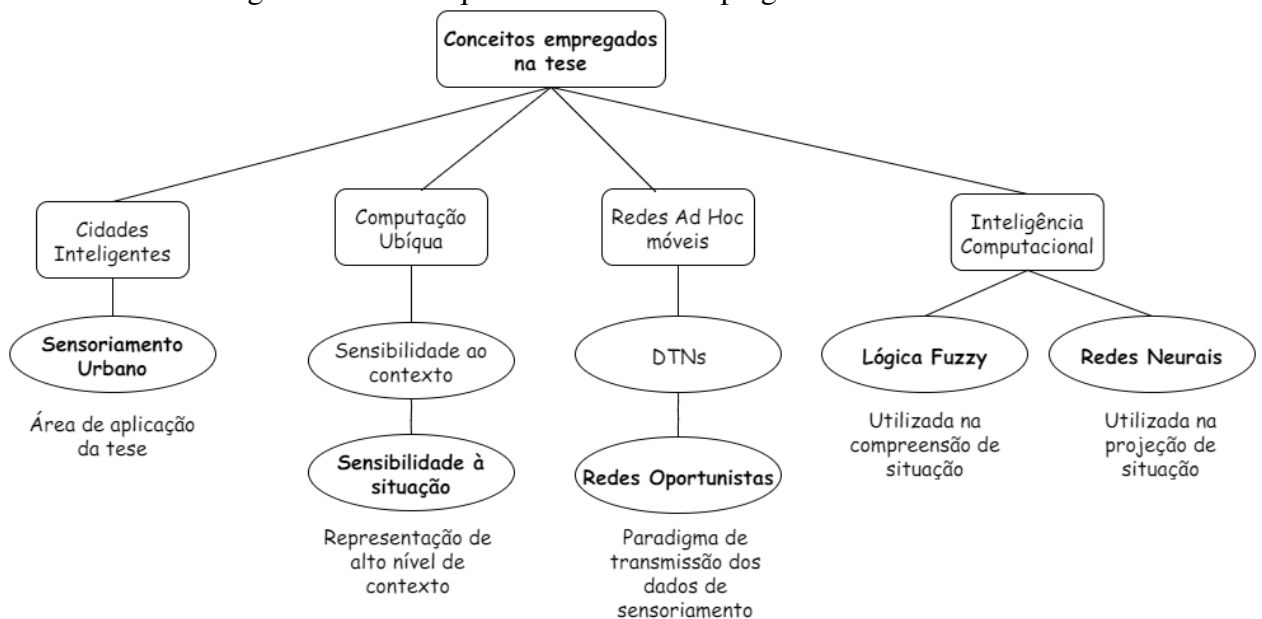 Conceitos empregados
na tese
Cidades
Inteligentes
Computação
Ubíqua
Redes Ad Hoc
móveis
Inteligência
Computacional
Sensoriamento
Urbano
Sensibilidade ao
contexto
DTNs
Lógica Fuzzy
Redes Neurais
Área de aplicação
da tese
Utilizada na
compreensão de
situação
Utilizada na
projeção de
situação
Sensibilidade à
situação
Redes Oportunistas
Representação de
alto nível de
contexto
Paradigma de
transmissão dos
dados de
sensoriamento